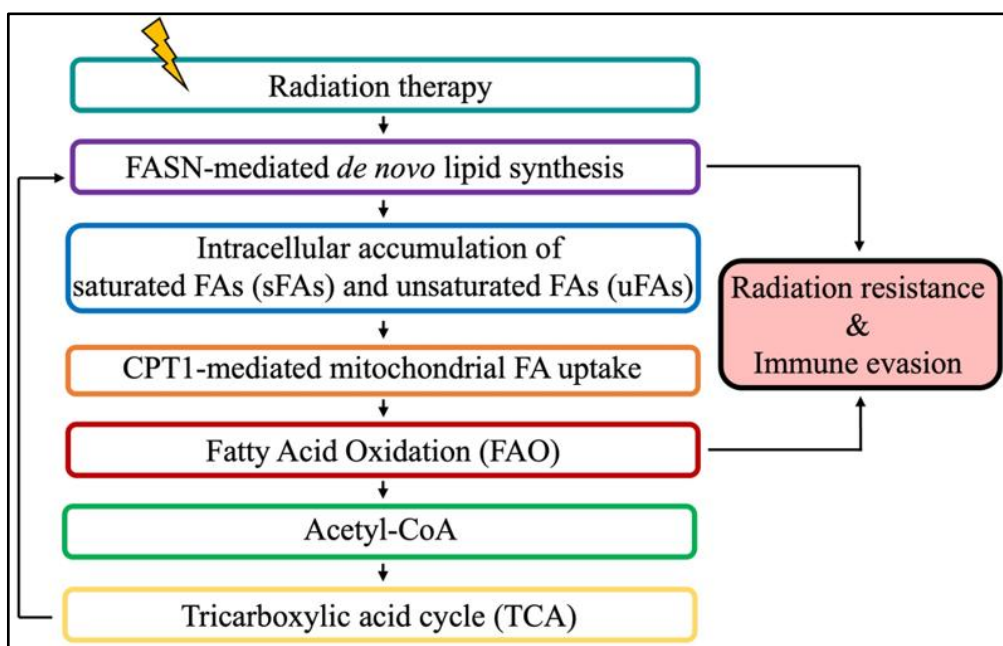 Radiation therapy
FASN-mediated de novo lipid synthesis
Intracellular accumulation of
saturated FAs (sFAs) and unsaturated FAs (uFAs)
CPT1-mediated mitochondrial FA uptake
Fatty Acid Oxidation (FAO)
Acetyl-CoA
Tricarboxylic acid cycle (TCA)
Radiation resistance
&
Immune evasion